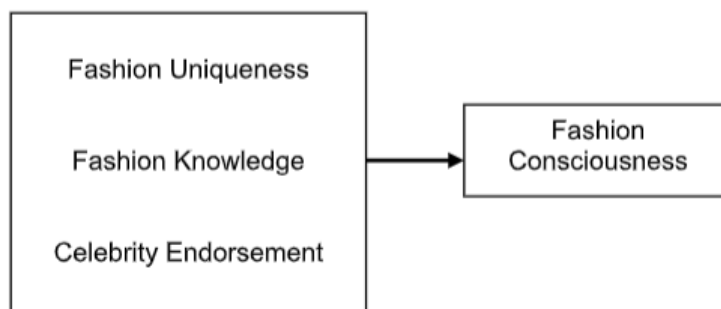 Fashion Uniqueness
Fashion Knowledge
Celebrity Endorsement
Fashion
Consciousness